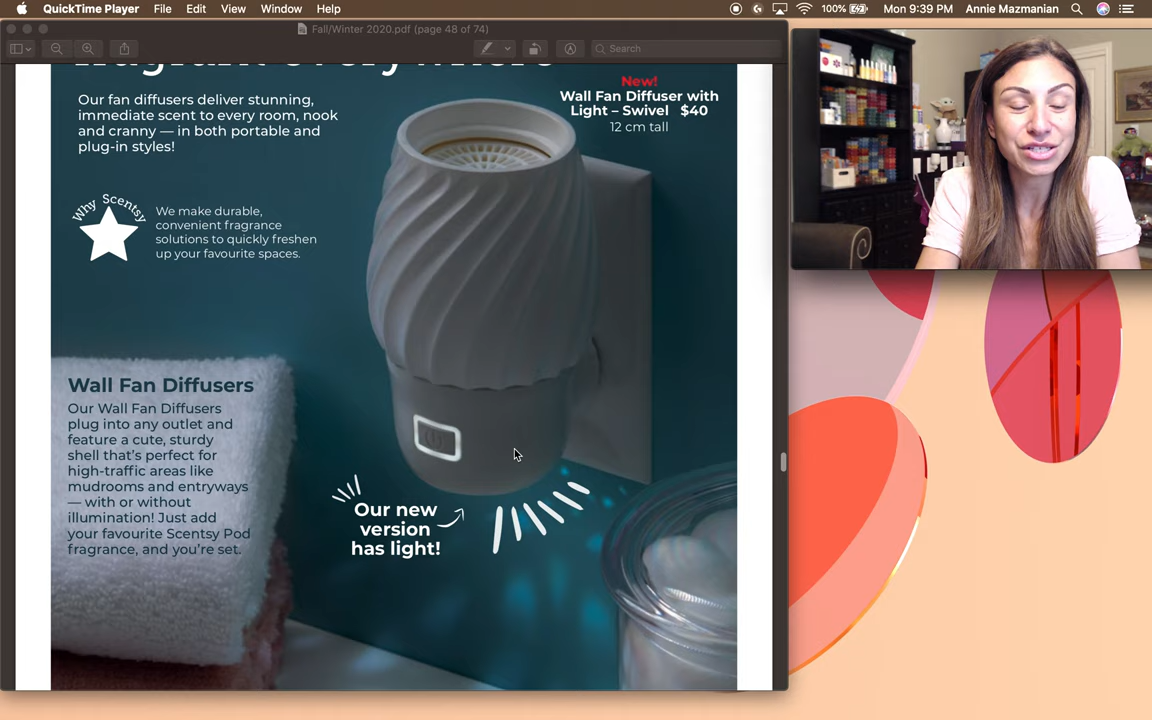 QuickTime Player File Edit View Window Help
100% Mon 9:39 PM Annie Mazmanian
Fall/Winter 2020.pdf (page 48 of 74)
Search
Our fan diffusers deliver stunning,
immediate scent to every room, nook
and cranny — in both portable and
plug-in styles!
New!
Wall Fan Diffuser with
Light – Swivel $40
12 cm tall
Why Scentsy
We make durable,
convenient fragrance
solutions to quickly freshen
up your favourite spaces.
Wall Fan Diffusers
Our Wall Fan Diffusers
plug into any outlet and
feature a cute, sturdy
shell that's perfect for
high-traffic areas like
mudrooms and entryways
— with or without
illumination! Just add
your favourite Scentsy Pod
fragrance, and you're set.
Our new
version
has light!